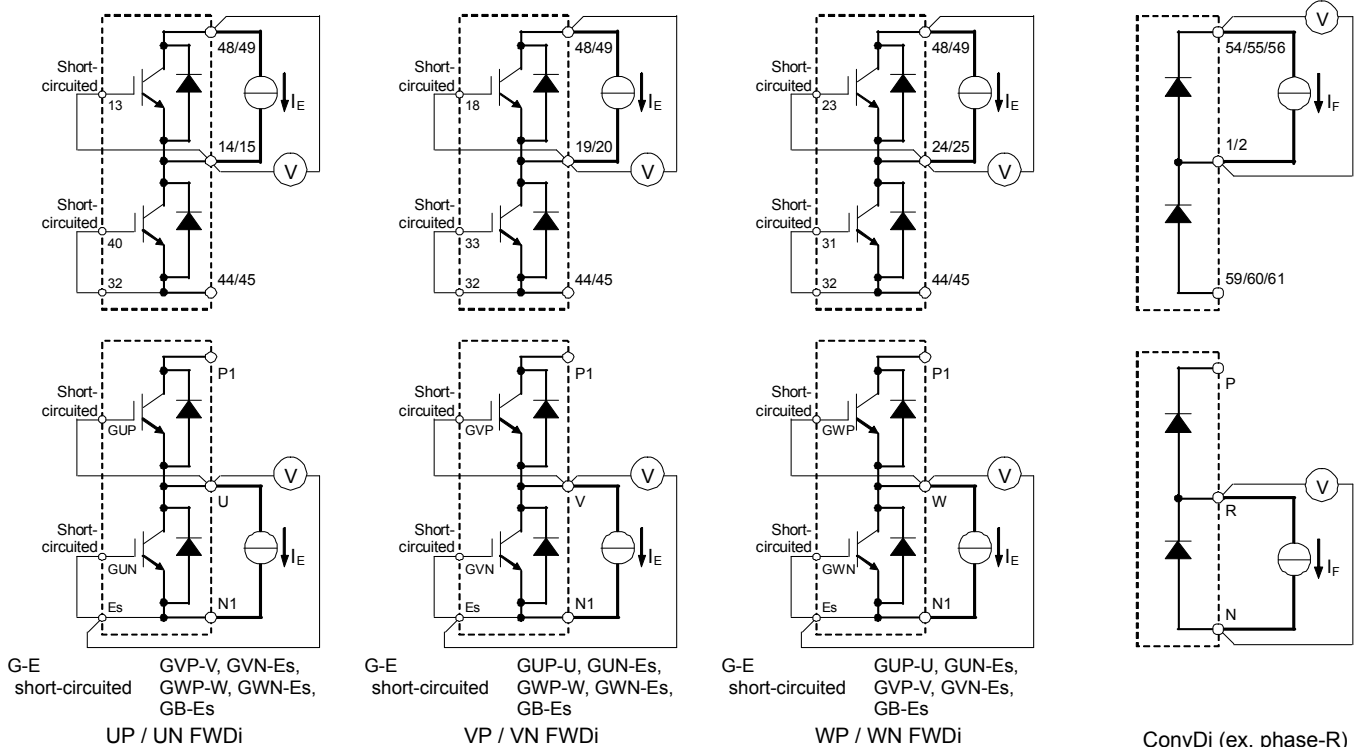 48/49
Short-
circuited
13
I_E
14/15
V
Short-
circuited
40
32
44/45
48/49
Short-
circuited
18
I_E
19/20
V
Short-
circuited
33
32
44/45
48/49
Short-
circuited
23
I_E
24/25
V
Short-
circuited
31
32
44/45
V
54/55/56
I_F
1/2
59/60/61
P1
Short-
circuited
GUP
V
U
Short-
circuited
GUN
I_E
Es
N1
G-E GVP-V, GVN-Es,
short-circuited GWP-W, GWN-Es,
GB-Es
UP / UN FWDi
P1
Short-
circuited
GVP
V
V
Short-
circuited
GVN
I_E
Es
N1
G-E GUP-U, GUN-Es,
short-circuited GWP-W, GWN-Es,
GB-Es
VP / VN FWDi
P1
Short-
circuited
GWP
V
W
Short-
circuited
GWN
I_E
Es
N1
G-E GUP-U, GUN-Es,
short-circuited GVP-V, GVN-Es,
GB-Es
WP / WN FWDi
P
V
R
I_F
N
ConvDi (ex. phase-R)